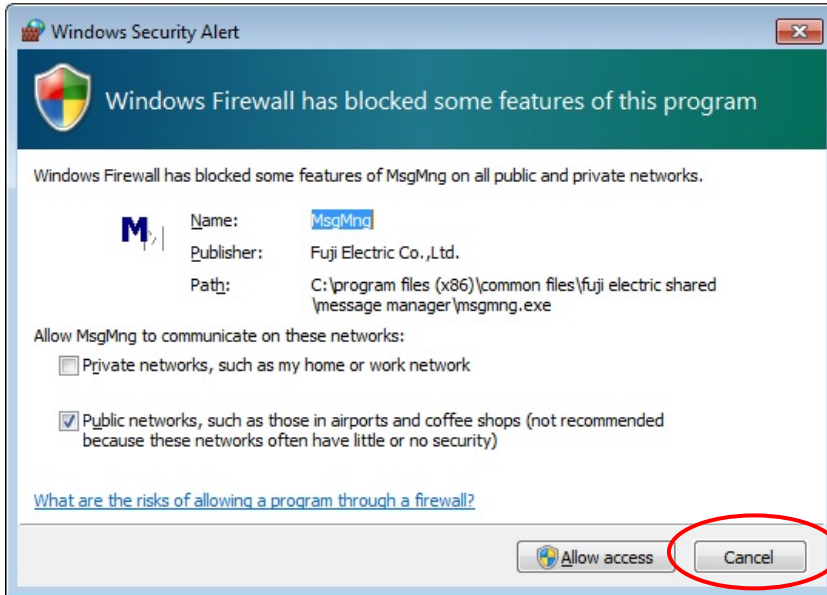 Windows Security Alert
Windows Firewall has blocked some features of this program
Windows Firewall has blocked some features of MsgMng on all public and private networks.
M
Name: MsgMng
Publisher: Fuji Electric Co.,Ltd.
Path: C:\program files (x86)\common files\fuji electric shared
\message manager\msgmng.exe
Allow MsgMng to communicate on these networks:
Private networks, such as my home or work network
Public networks, such as those in airports and coffee shops (not recommended
because these networks often have little or no security)
What are the risks of allowing a program through a firewall?
Allow access Cancel